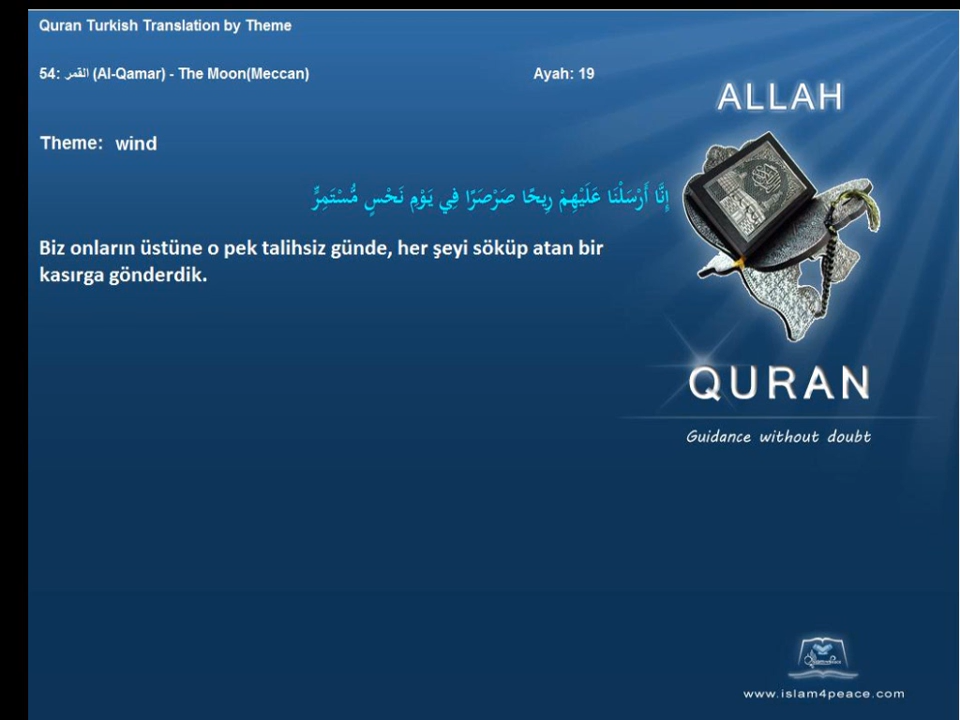 Quran Turkish Translation by Theme
54: القمر (Al-Qamar) - The Moon(Meccan) Ayah: 19
ALLAH
Theme: wind
إِنَّا أَرْسَلْنَا عَلَيْهِمْ رِيحًا صَرْصَرًا فِي يَوْمِ نَحْسٍ مُّسْتَمِرٍّ
Biz onların üstüne o pek talihsiz günde, her şeyi söküp atan bir
kasırga gönderdik.
QURAN
Guidance without doubt
www.islam4peace.com